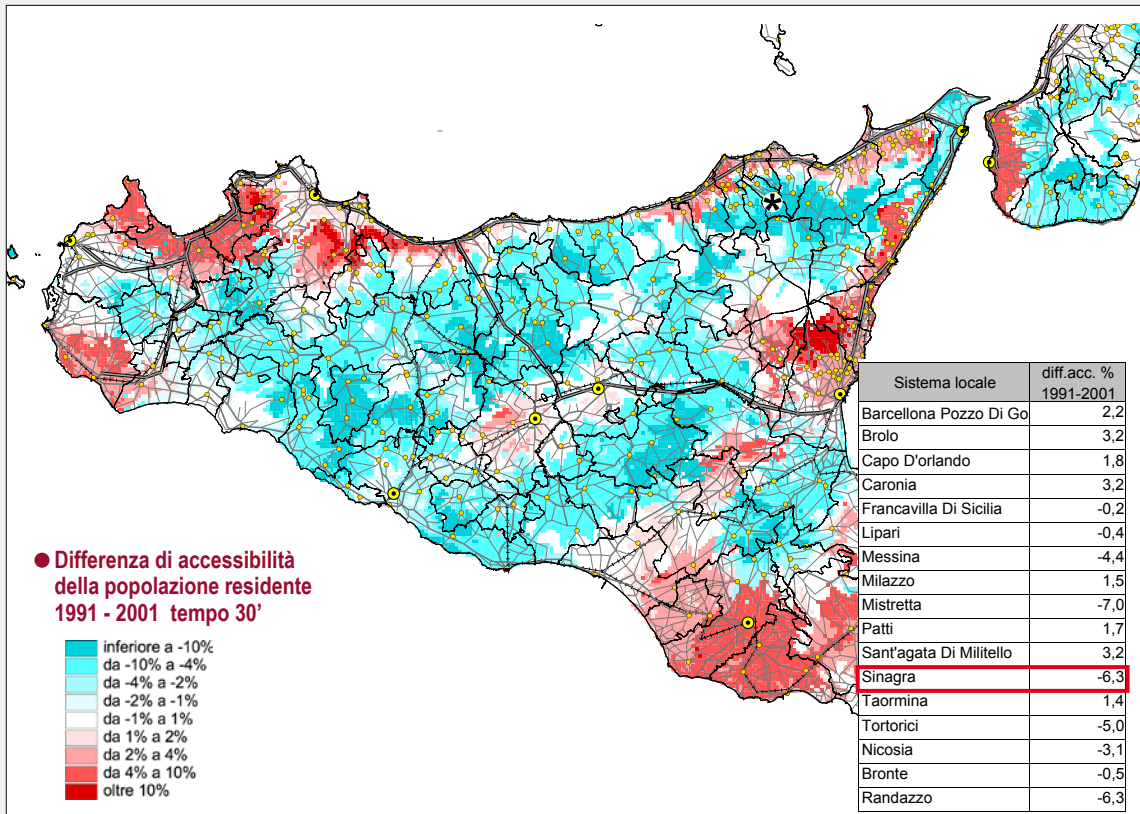 Sistema locale diff.acc. % 1991-2001
Barcellona Pozzo Di Go 2,2
Brolo 3,2
Capo D'orlando 1,8
Caronia 3,2
Francavilla Di Sicilia -0,2
Lipari -0,4
Messina -4,4
Milazzo 1,5
Mistretta -7,0
Patti 1,7
Sant'agata Di Militello 3,2
Sinagra -6,3
Taormina 1,4
Tortorici -5,0
Nicosia -3,1
Bronte -0,5
Randazzo -6,3
● Differenza di accessibilità
della popolazione residente
1991 - 2001 tempo 30'
inferiore a -10%
da -10% a -4%
da -4% a -2%
da -2% a -1%
da -1% a 1%
da 1% a 2%
da 2% a 4%
da 4% a 10%
oltre 10%
*